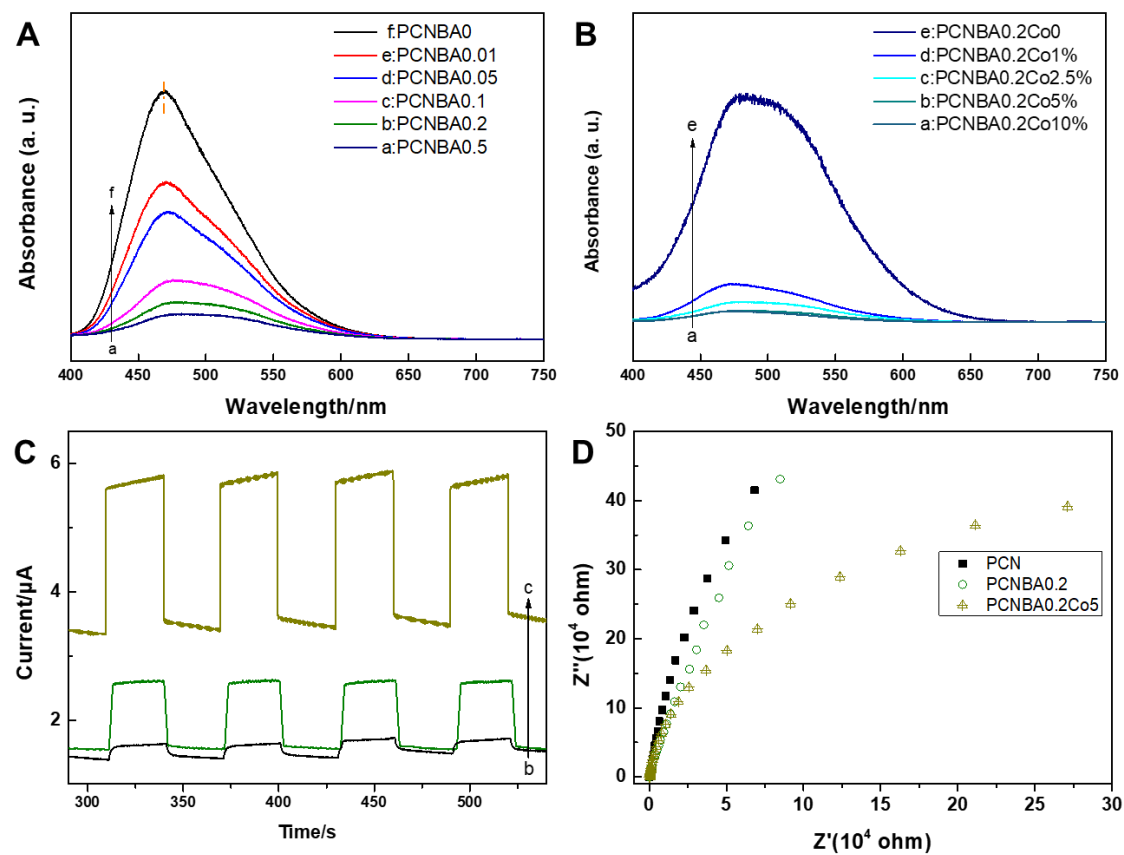 A
f:PCNBA0
e:PCNBA0.01
d:PCNBA0.05
c:PCNBA0.1
b:PCNBA0.2
a:PCNBA0.5
f
a
Absorbance (a. u.)
400 450 500 550 600 650 700 750
Wavelength/nm
B
e:PCNBA0.2Co0
d:PCNBA0.2Co1%
c:PCNBA0.2Co2.5%
b:PCNBA0.2Co5%
a:PCNBA0.2Co10%
e
a
Absorbance (a. u.)
400 450 500 550 600 650 700 750
Wavelength/nm
C
6
4
2
c
b
Current/μA
300 350 400 450 500
Time/s
D
50
40
30
20
10
0
PCN
PCNBA0.2
PCNBA0.2Co5
Z''(10⁴ ohm)
0 5 10 15 20 25 30
Z'(10⁴ ohm)